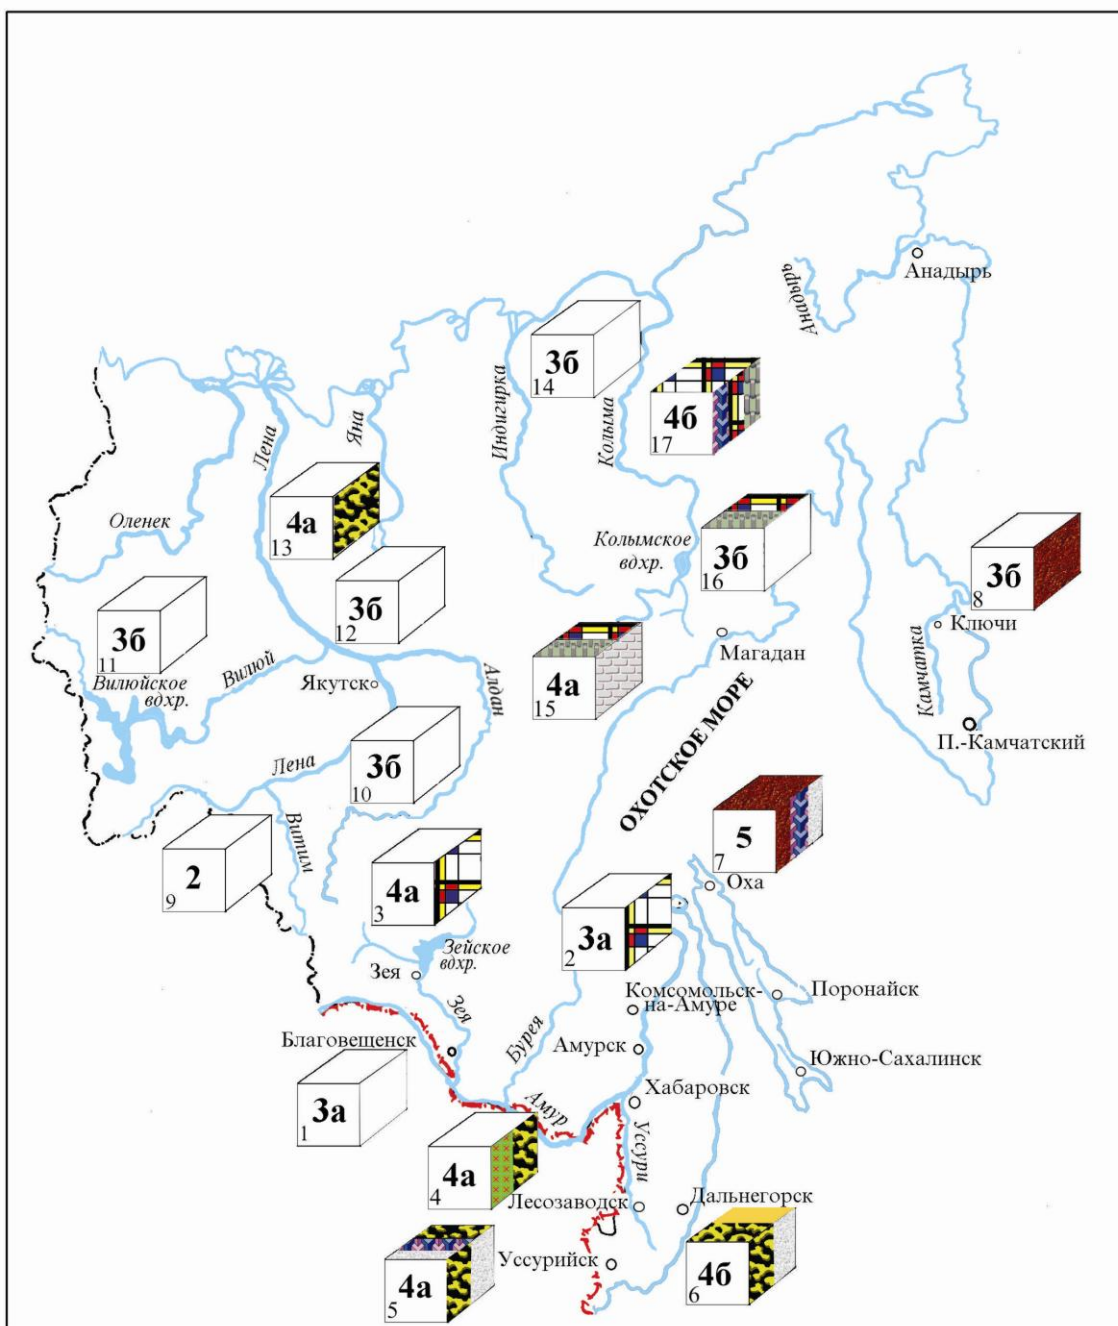 Анадырь
Анадырь
3б
14
Индигирка
Колыма
4б
17
Лена
Яна
4а
13
Оленек
Колымское
вдхр.
3б
16
3б
8
3б
12
3б
11
Ключи
Камчатка
Магадан
Вилюйское
вдхр.
Вилюй
Якутск
Алдан
4а
15
П.-Камчатский
ОХОТСКОЕ МОРЕ
Лена
3б
10
Витим
2
9
5
7
4а
3
Оха
3а
2
Зейское
вдхр.
Зея
Зея
Комсомольск-
на-Амуре
Поронайск
Благовещенск
Бурея
Амурск
Южно-Сахалинск
3а
1
Амур
Хабаровск
Уссури
4а
4
Лесозаводск
Дальнегорск
4а
5
Уссурийск
4б
6